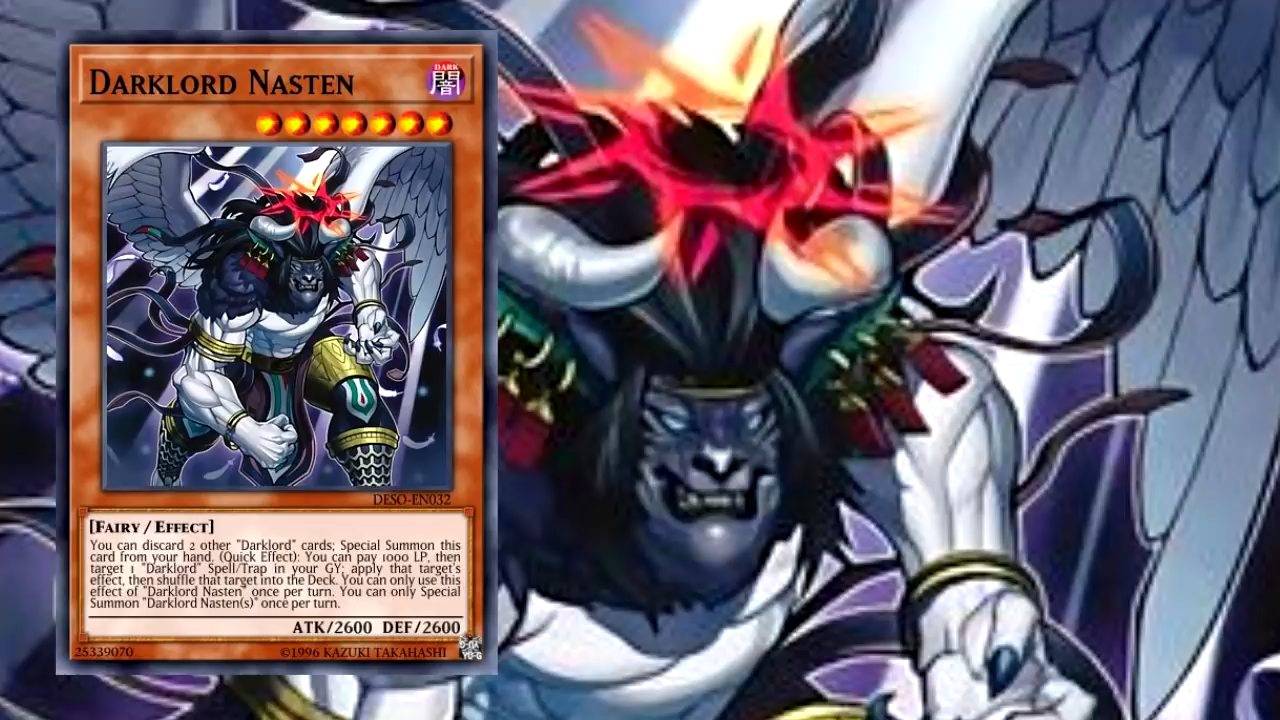 DARKLORD NASTEN
DARK
闇
DESO-EN032
[FAIRY / EFFECT]
You can discard 2 other "Darklord" cards; Special Summon this
card from your hand. (Quick Effect): You can pay 1000 LP, then
target 1 "Darklord" Spell/Trap in your GY; apply that target's
effect, then shuffle that target into the Deck. You can only use this
effect of "Darklord Nasten" once per turn. You can only Special
Summon "Darklord Nasten(s)" once per turn.
ATK/2600 DEF/2600
25339070
©1996 KAZUKI TAKAHASHI